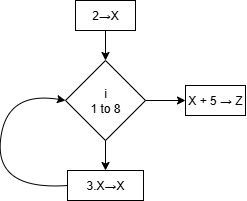 2→X
i
1 to 8
X + 5 → Z
3.X→X